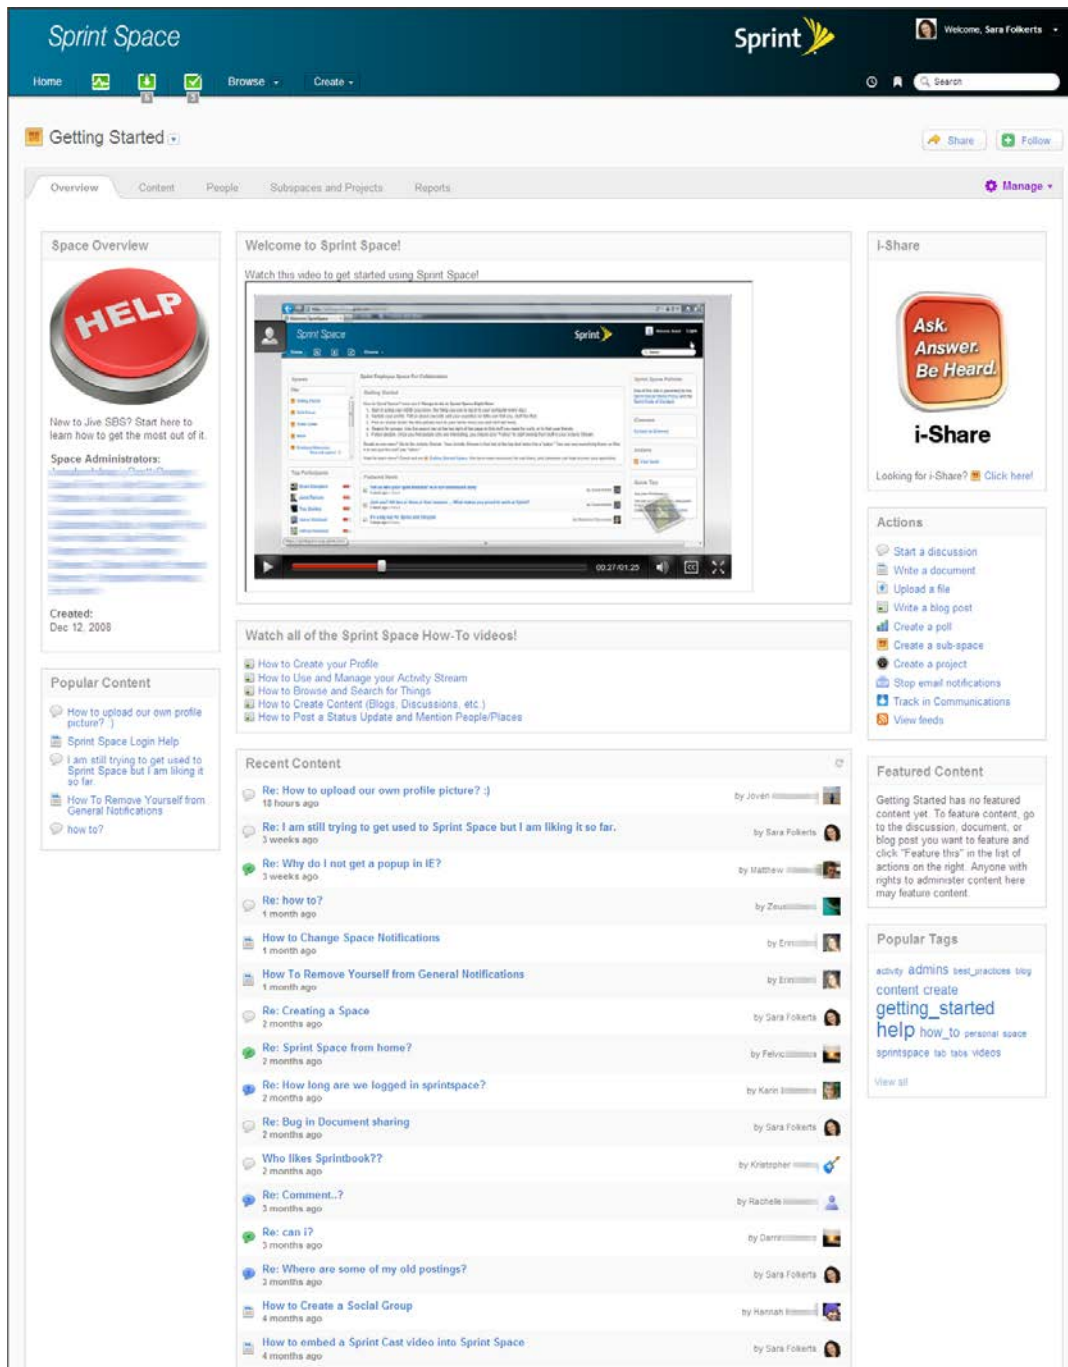 Sprint Space
Sprint
Welcome, Sara Folkerts
Home
Browse
Create
Search
Getting Started
Share
Follow
Overview
Content
People
Subspaces and Projects
Reports
Manage
Space Overview
HELP
New to Jive SBS? Start here to
learn how to get the most out of it.
Space Administrators:
Created:
Dec 12, 2008
Popular Content
How to upload our own profile
picture? :)
Sprint Space Login Help
I am still trying to get used to
Sprint Space but I am liking it
so far.
How To Remove Yourself from
General Notifications
how to?
Welcome to Sprint Space!
Watch this video to get started using Sprint Space!
Sprint Space
Sprint
Getting Started
00:27/01:25
CC
Watch all of the Sprint Space How-To videos!
How to Create your Profile
How to Use and Manage your Activity Stream
How to Browse and Search for Things
How to Create Content (Blogs, Discussions, etc.)
How to Post a Status Update and Mention People/Places
Recent Content
Re: How to upload our own profile picture? :)
18 hours ago
by Joven
Re: I am still trying to get used to Sprint Space but I am liking it so far.
3 weeks ago
by Sara Folkerts
Re: Why do I not get a popup in IE?
3 weeks ago
by Matthew
Re: how to?
1 month ago
by Zeus
How to Change Space Notifications
1 month ago
by Erin
How To Remove Yourself from General Notifications
1 month ago
by Erin
Re: Creating a Space
2 months ago
by Sara Folkerts
Re: Sprint Space from home?
2 months ago
by Felvic
Re: How long are we logged in sprintspace?
2 months ago
by Karin
Re: Bug in Document sharing
2 months ago
by Sara Folkerts
Who likes Sprintbook??
2 months ago
by Kristopher
Re: Comment..?
3 months ago
by Rachelle
Re: can i?
3 months ago
by
Re: Where are some of my old postings?
3 months ago
by Sara Folkerts
How to Create a Social Group
4 months ago
by Hannah
How to embed a Sprint Cast video into Sprint Space
4 months ago
by Sara Folkerts
i-Share
Ask.
Answer.
Be Heard.
i-Share
Looking for i-Share? Click here!
Actions
Start a discussion
Write a document
Upload a file
Write a blog post
Create a poll
Create a sub-space
Create a project
Stop email notifications
Track in Communications
View feeds
Featured Content
Getting Started has no featured
content yet. To feature content, go
to the discussion, document, or
blog post you want to feature and
click "Feature this" in the list of
actions on the right. Anyone with
rights to administer content here
may feature content.
Popular Tags
activity admins best_practices blog
content create
getting_started
help how_to personal space
sprintspace tab tabs videos
View all